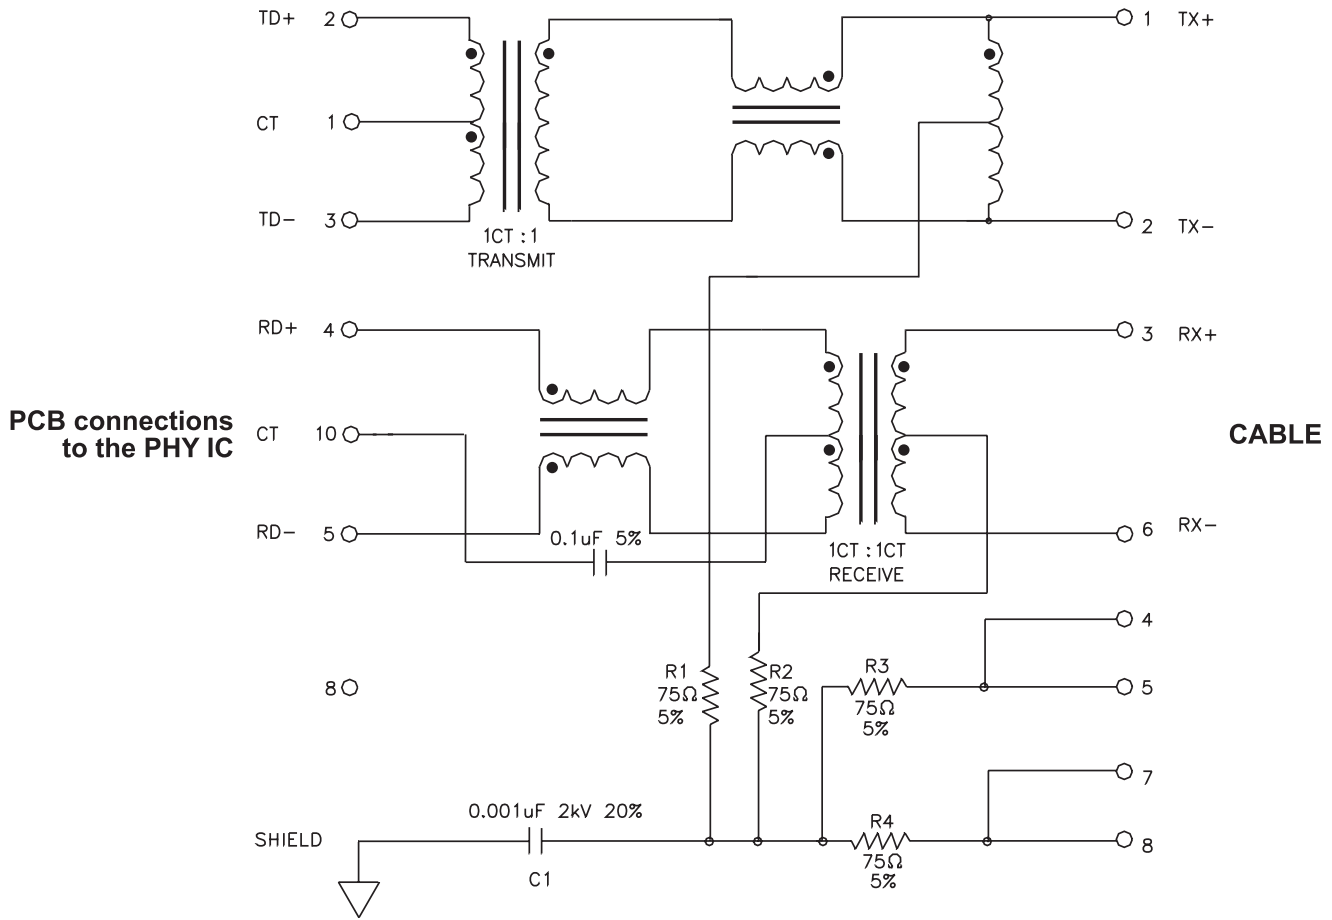 TD+ 2
1 TX+
CT 1
TD- 3
2 TX-
1CT : 1
TRANSMIT
RD+ 4
3 RX+
PCB connections
to the PHY IC
CT 10
CABLE
RD- 5
0.1uF 5%
6 RX-
1CT : 1CT
RECEIVE
4
8
R1
75Ω
5%
R2
75Ω
5%
R3
75Ω
5%
5
7
SHIELD
0.001uF 2kV 20%
C1
R4
75Ω
5%
8